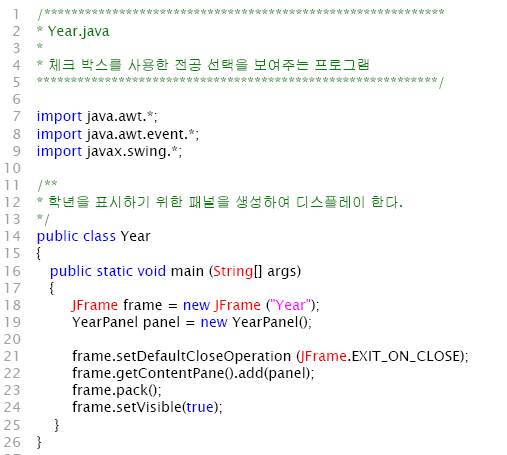 1 /***********************************************************
2 * Year.java
3 *
4 * 체크 박스를 사용한 전공 선택을 보여주는 프로그램
5 ***********************************************************/
6
7 import java.awt.*;
8 import java.awt.event.*;
9 import javax.swing.*;
10
11 /**
12 * 학년을 표시하기 위한 패널을 생성하여 디스플레이 한다.
13 */
14 public class Year
15 {
16 public static void main (String[] args)
17 {
18 JFrame frame = new JFrame ("Year");
19 YearPanel panel = new YearPanel();
20
21 frame.setDefaultCloseOperation (JFrame.EXIT_ON_CLOSE);
22 frame.getContentPane().add(panel);
23 frame.pack();
24 frame.setVisible(true);
25 }
26 }